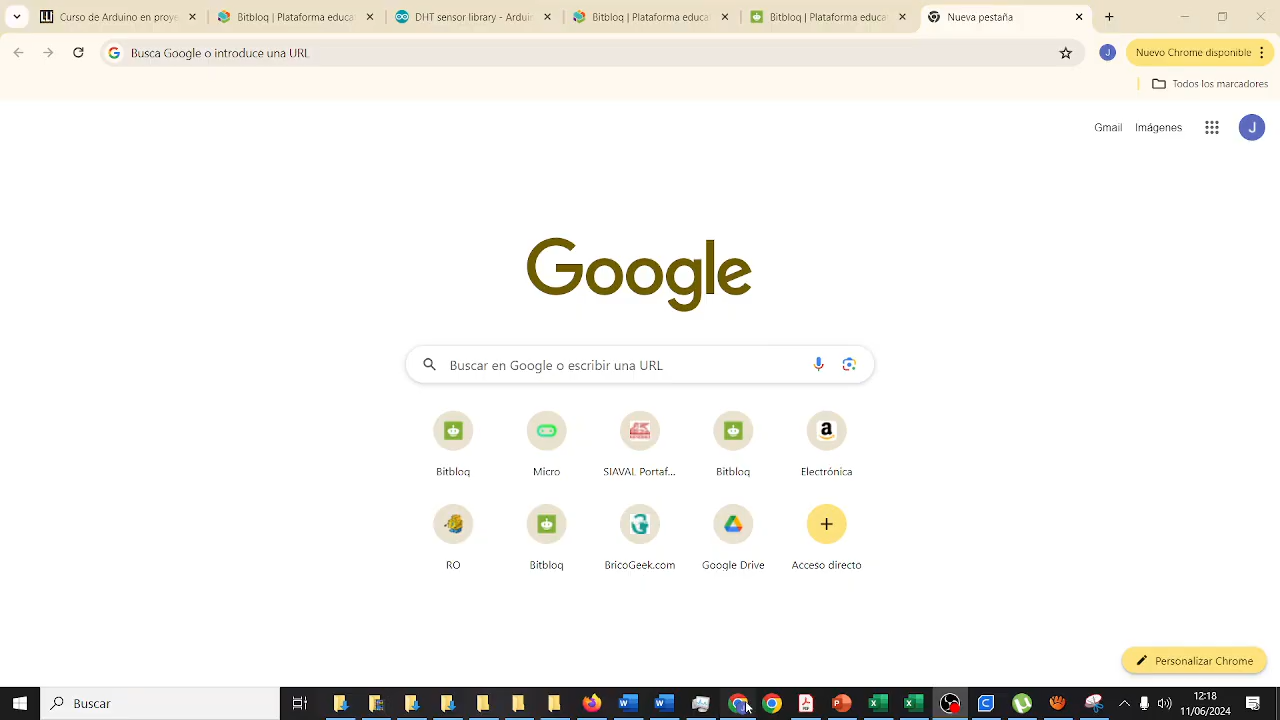 Curso de Arduino en proye
Bitbloq | Plataforma educa
DHT sensor library - Arduin
Bitbloq | Plataforma educa
Bitbloq | Plataforma educa
Nueva pestaña
Busca Google o introduce una URL
J
Nuevo Chrome disponible
Todos los marcadores
Gmail
Imágenes
J
Google
Buscar en Google o escribir una URL
Bitbloq
Micro
SIAVAL Portaf...
Bitbloq
Electrónica
RO
Bitbloq
BricoGeek.com
Google Drive
Acceso directo
Personalizar Chrome
Buscar
12:18
11/06/2024